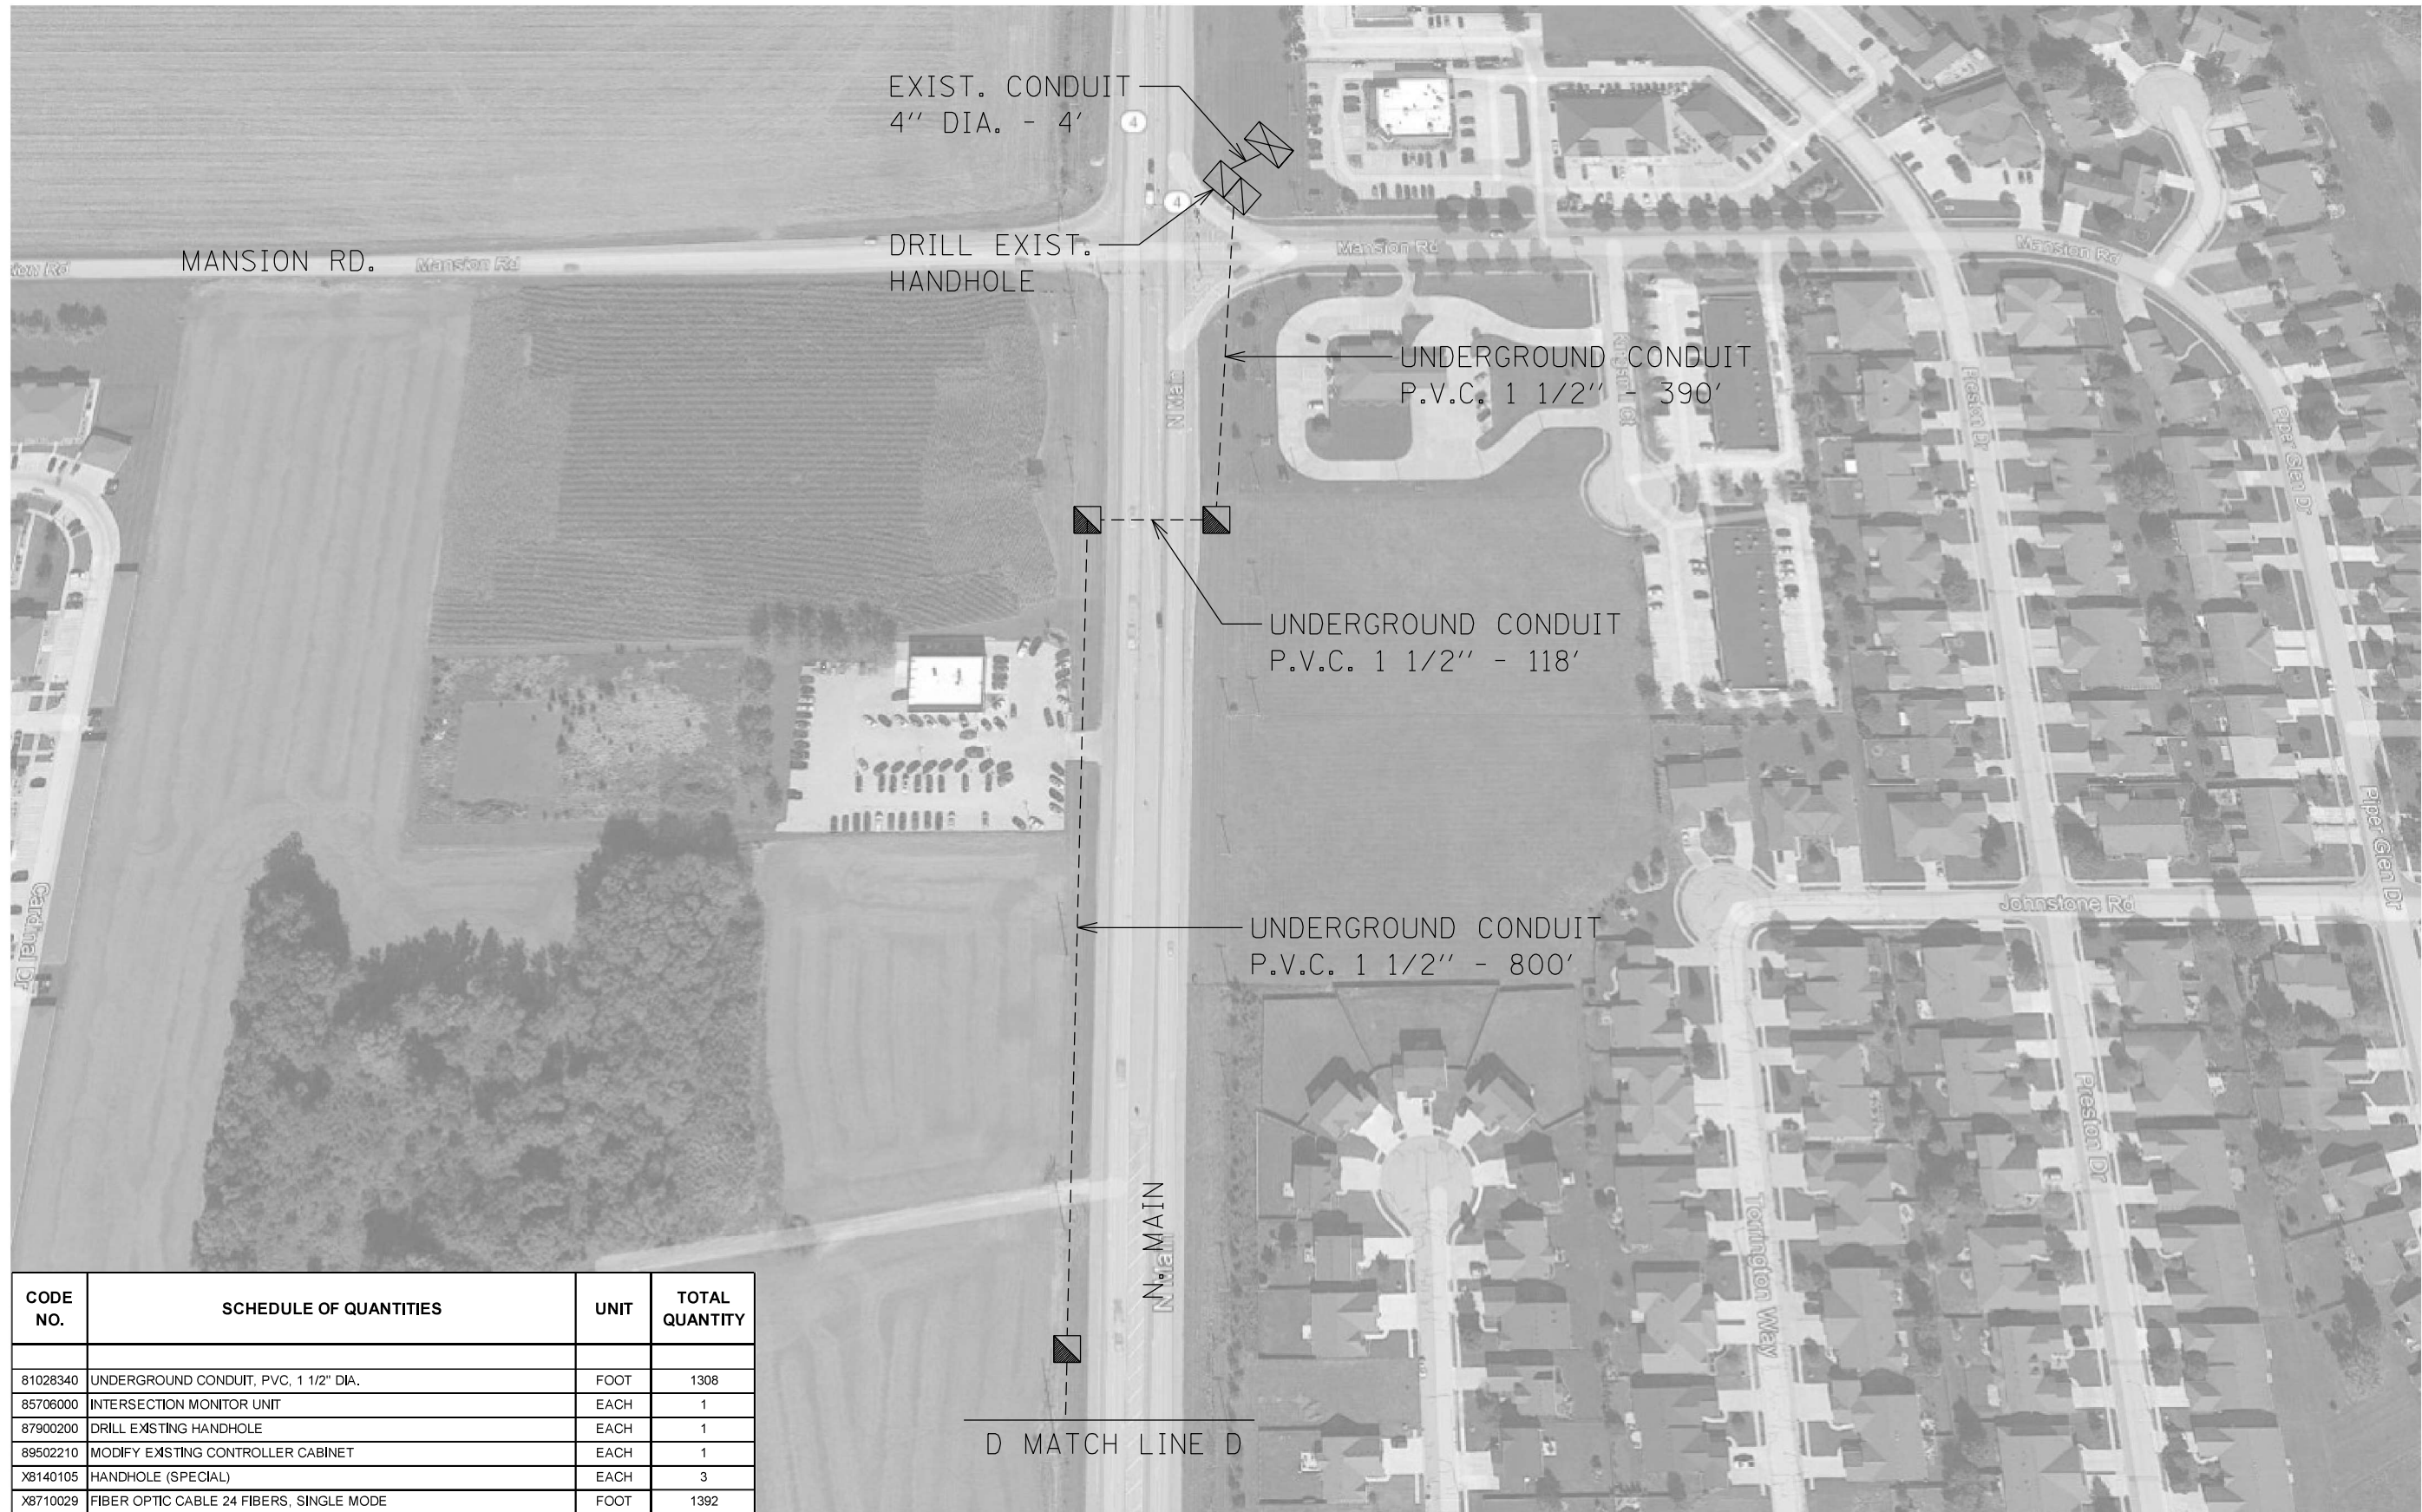 EXIST. CONDUIT
4" DIA. - 4'
4
4
DRILL EXIST.
HANDHOLE
MANSION RD.
Mansion Rd
Mansion Rd
Mansion Rd
UNDERGROUND CONDUIT
P.V.C. 1 1/2" - 390'
N Main
Preston Dr
Piper Glen Dr
UNDERGROUND CONDUIT
P.V.C. 1 1/2" - 118'
Piper Glen Dr
Cardinal Dr
Johnstone Rd
UNDERGROUND CONDUIT
P.V.C. 1 1/2" - 800'
Preston Dr
N. MAIN
N Main
Torrington Way
D MATCH LINE D
CODE NO. SCHEDULE OF QUANTITIES UNIT TOTAL QUANTITY
81028340 UNDERGROUND CONDUIT, PVC, 1 1/2" DIA. FOOT 1308
85706000 INTERSECTION MONITOR UNIT EACH 1
87900200 DRILL EXISTING HANDHOLE EACH 1
89502210 MODIFY EXISTING CONTROLLER CABINET EACH 1
X8140105 HANDHOLE (SPECIAL) EACH 3
X8710029 FIBER OPTIC CABLE 24 FIBERS, SINGLE MODE FOOT 1392